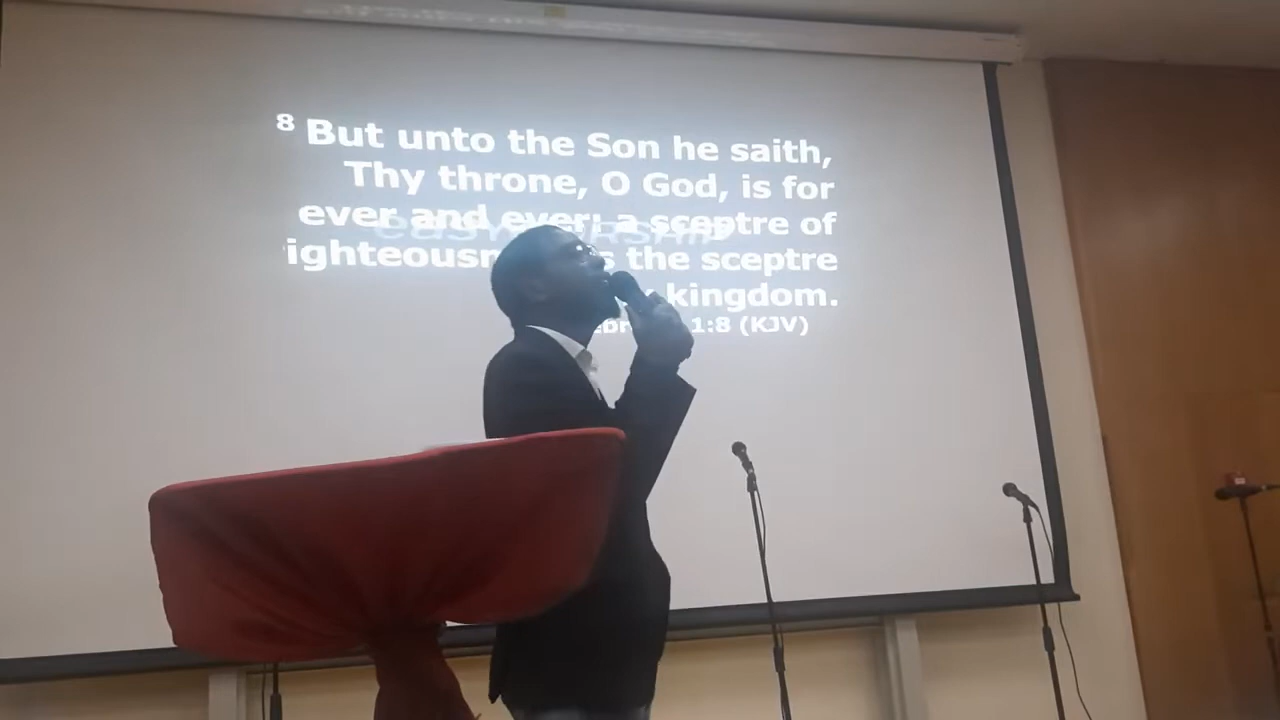 8 But unto the Son he saith,
Thy throne, O God, is for
ever and ever: a sceptre of
ighteousn s the sceptre
kingdom.
1:8 (KJV)